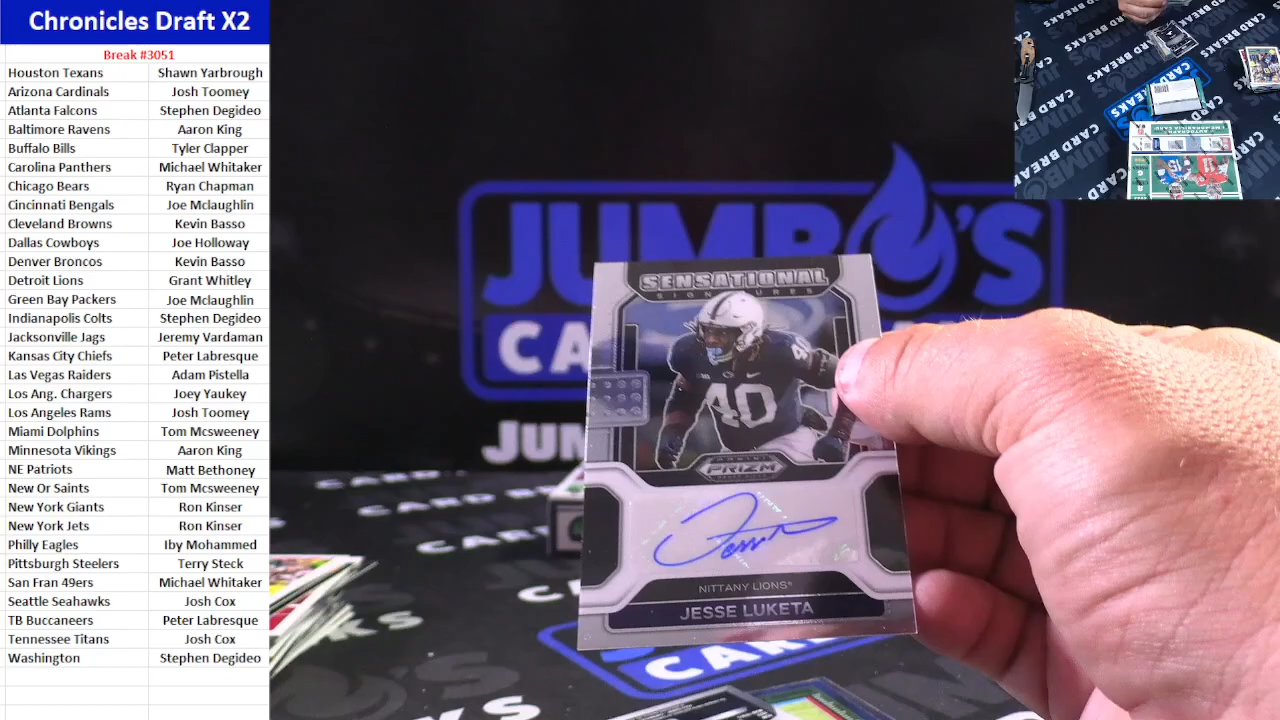 Chronicles Draft X2
Break #3051
Houston Texans Shawn Yarbrough
Arizona Cardinals Josh Toomey
Atlanta Falcons Stephen Degideo
Baltimore Ravens Aaron King
Buffalo Bills Tyler Clapper
Carolina Panthers Michael Whitaker
Chicago Bears Ryan Chapman
Cincinnati Bengals Joe Mclaughlin
Cleveland Browns Kevin Basso
Dallas Cowboys Joe Holloway
Denver Broncos Kevin Basso
Detroit Lions Grant Whitley
Green Bay Packers Joe Mclaughlin
Indianapolis Colts Stephen Degideo
Jacksonville Jags Jeremy Vardaman
Kansas City Chiefs Peter Labresque
Las Vegas Raiders Adam Pistella
Los Ang. Chargers Joey Yaukey
Los Angeles Rams Josh Toomey
Miami Dolphins Tom Mcsweeney
Minnesota Vikings Aaron King
NE Patriots Matt Bethoney
New Or Saints Tom Mcsweeney
New York Giants Ron Kinser
New York Jets Ron Kinser
Philly Eagles Iby Mohammed
Pittsburgh Steelers Terry Steck
San Fran 49ers Michael Whitaker
Seattle Seahawks Josh Cox
TB Buccaneers Peter Labresque
Tennessee Titans Josh Cox
Washington Stephen Degideo
JUMBO'S
SENSATIONAL
SIGNATURES
40
40
PANINI
PRIZM
NITTANY LIONS
JESSE LUKETA
CARD BREAKS